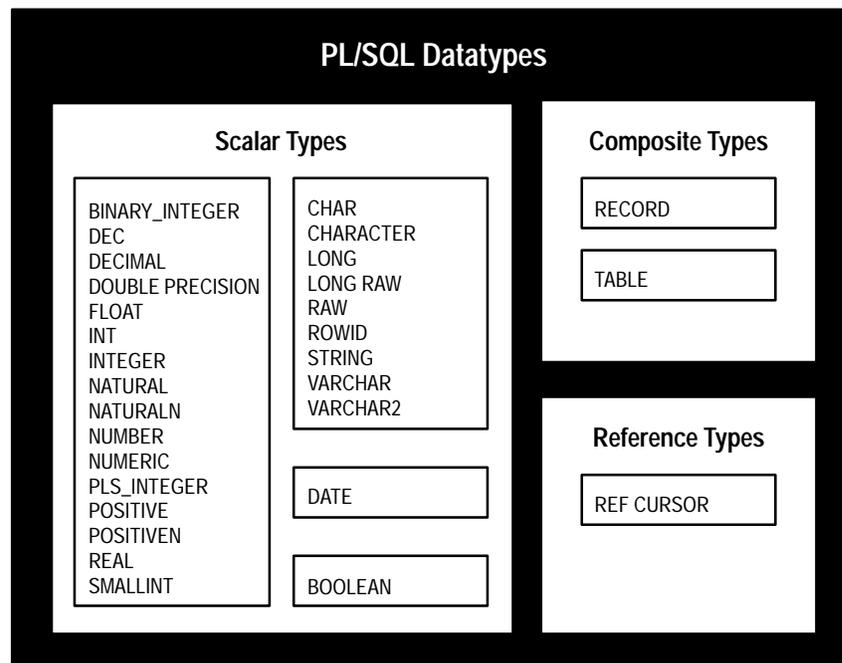 PL/SQL Datatypes
Scalar Types
BINARY_INTEGER
DEC
DECIMAL
DOUBLE PRECISION
FLOAT
INT
INTEGER
NATURAL
NATURALN
NUMBER
NUMERIC
PLS_INTEGER
POSITIVE
POSITIVEN
REAL
SMALLINT
CHAR
CHARACTER
LONG
LONG RAW
RAW
ROWID
STRING
VARCHAR
VARCHAR2
DATE
BOOLEAN
Composite Types
RECORD
TABLE
Reference Types
REF CURSOR